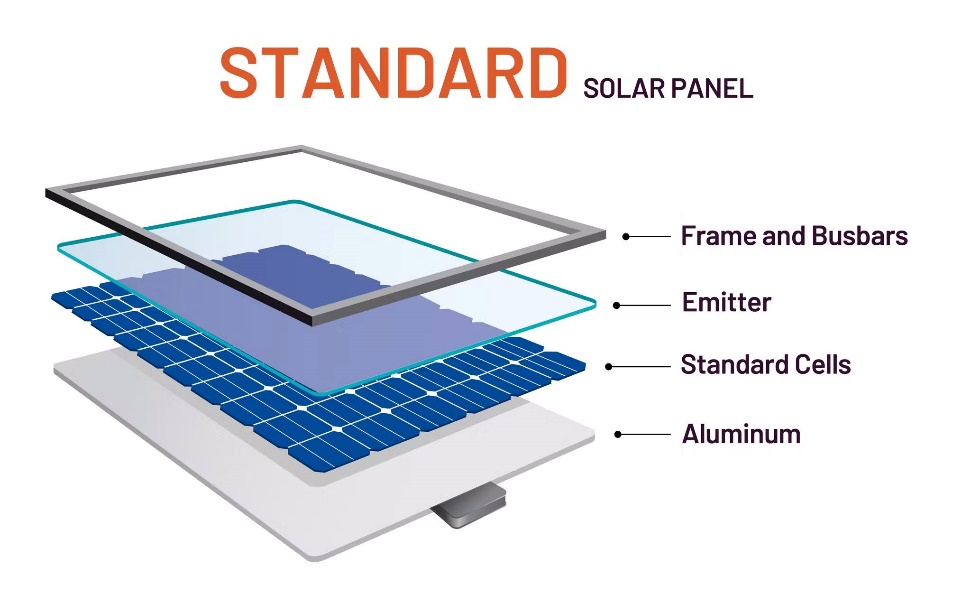 STANDARD SOLAR PANEL
Frame and Busbars
Emitter
Standard Cells
Aluminum